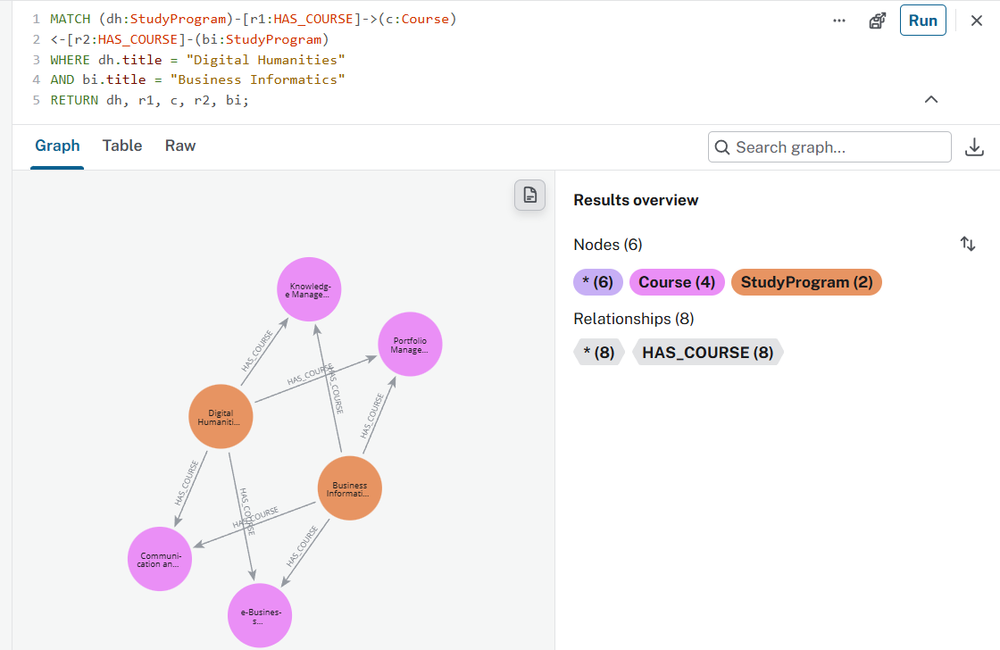 1 MATCH (dh:StudyProgram)-[r1:HAS_COURSE]->(c:Course)
2 <-[r2:HAS_COURSE]-(bi:StudyProgram)
3 WHERE dh.title = "Digital Humanities"
4 AND bi.title = "Business Informatics"
5 RETURN dh, r1, c, r2, bi;
Run
Graph Table Raw
Search graph...
Results overview
Nodes (6)
* (6) Course (4) StudyProgram (2)
Relationships (8)
* (8) HAS_COURSE (8)
Knowledg-
e Manage...
Portfolio
Manage...
HAS_COURSE
HAS_COURSE
HAS_COURSE
HAS_COURSE
Digital
Humaniti...
Business
Informati...
HAS_COURSE
HAS_COURSE
HAS_COURSE
HAS_COURSE
Communi-
cation an...
e-Busines-
s...